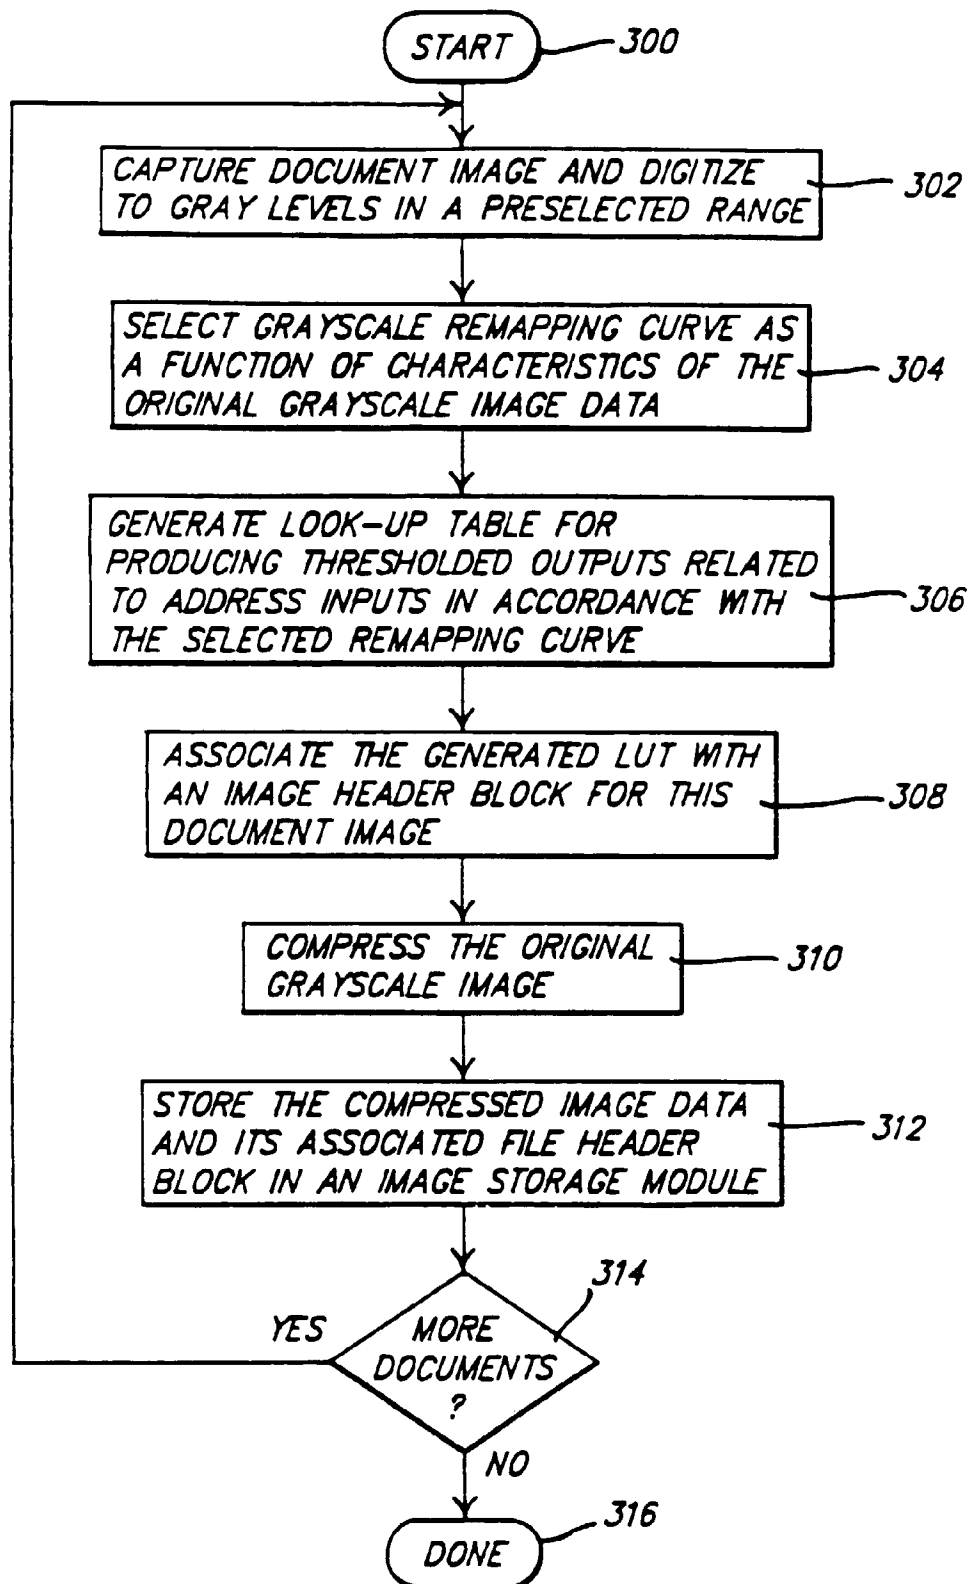 START
300
CAPTURE DOCUMENT IMAGE AND DIGITIZE
TO GRAY LEVELS IN A PRESELECTED RANGE
302
SELECT GRAYSCALE REMAPPING CURVE AS
A FUNCTION OF CHARACTERISTICS OF THE
ORIGINAL GRAYSCALE IMAGE DATA
304
GENERATE LOOK-UP TABLE FOR
PRODUCING THRESHOLDED OUTPUTS RELATED
TO ADDRESS INPUTS IN ACCORDANCE WITH
THE SELECTED REMAPPING CURVE
306
ASSOCIATE THE GENERATED LUT WITH
AN IMAGE HEADER BLOCK FOR THIS
DOCUMENT IMAGE
308
COMPRESS THE ORIGINAL
GRAYSCALE IMAGE
310
STORE THE COMPRESSED IMAGE DATA
AND ITS ASSOCIATED FILE HEADER
BLOCK IN AN IMAGE STORAGE MODULE
312
314
YES
MORE
DOCUMENTS
?
NO
316
DONE